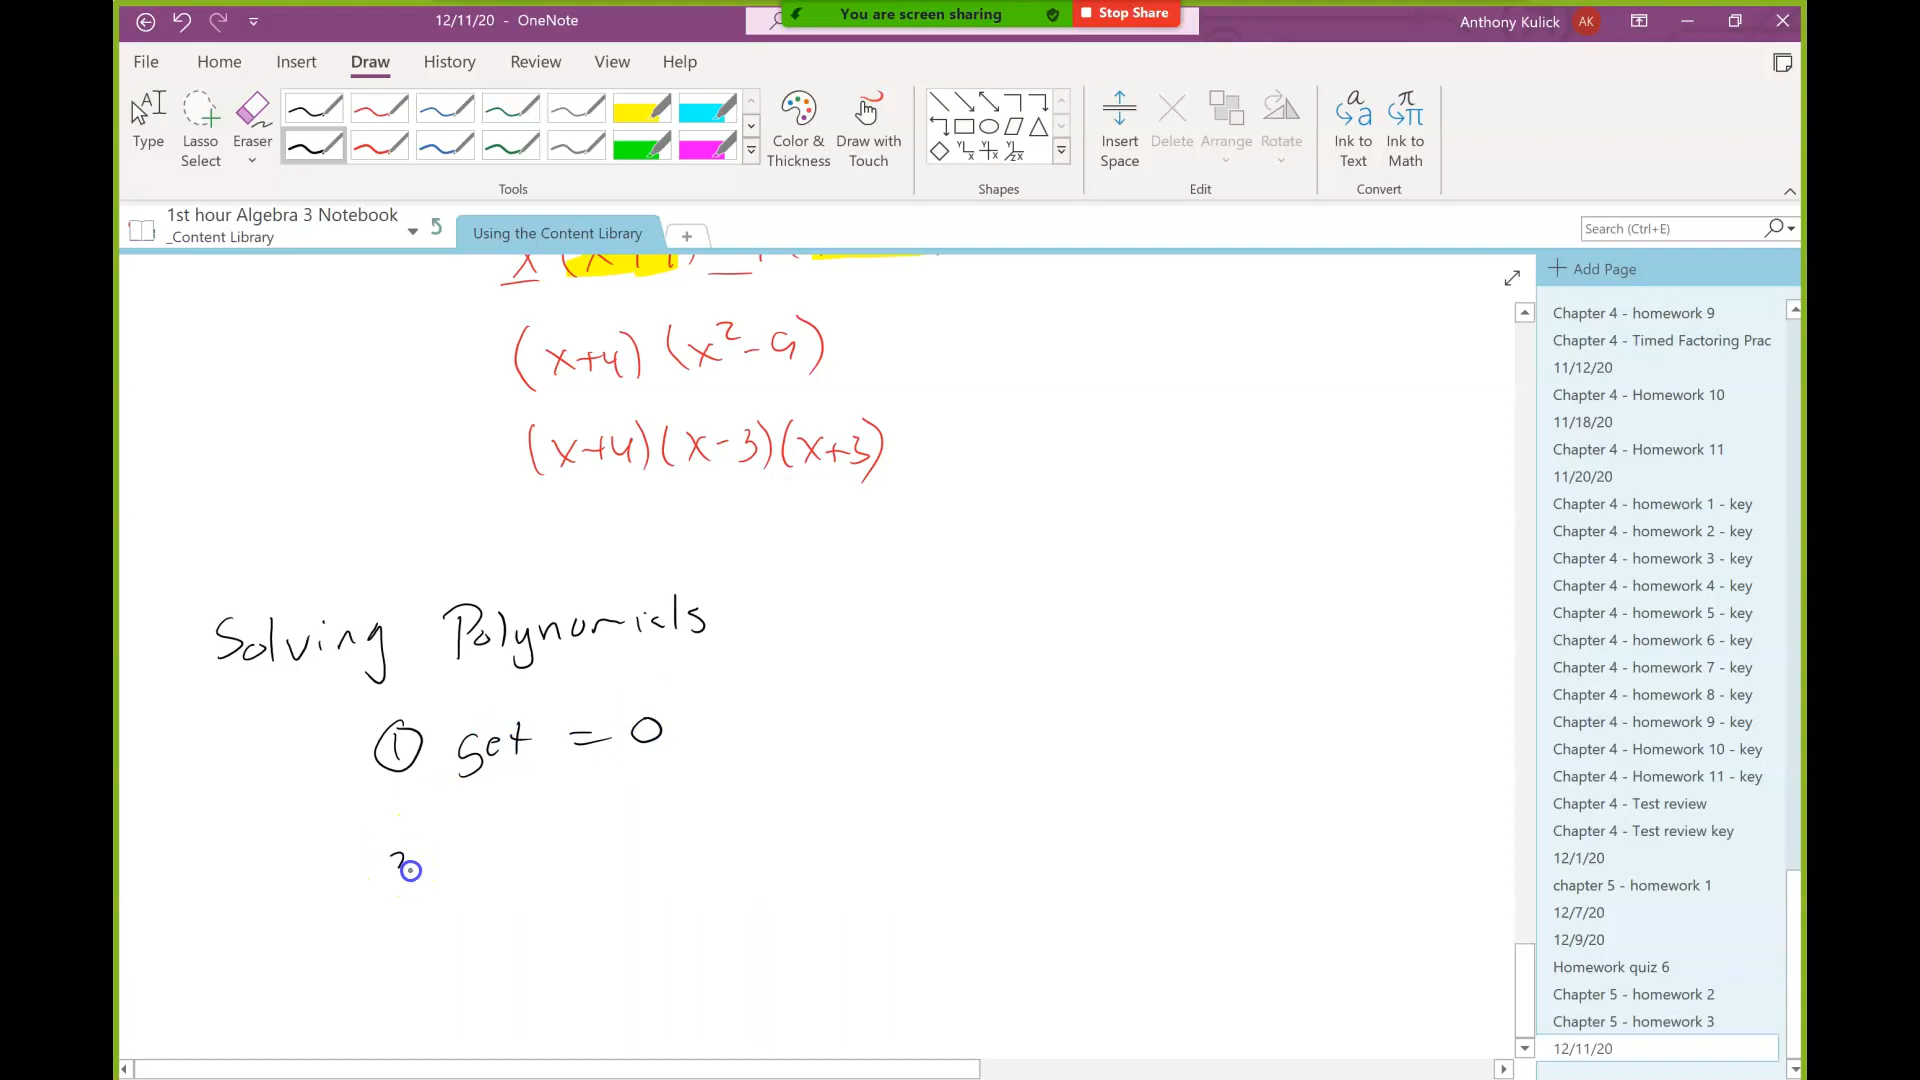 12/11/20 - OneNote
You are screen sharing
Stop Share
Anthony Kulick
AK
File
Home
Insert
Draw
History
Review
View
Help
Type
Lasso Select
Eraser
Color & Thickness
Draw with Touch
Insert Space
Delete
Arrange
Rotate
Ink to Text
Ink to Math
Tools
Shapes
Edit
Convert
1st hour Algebra 3 Notebook
_Content Library
Using the Content Library
Search (Ctrl+E)
Add Page
(x+4) (x²-9)
(x+4)(x-3)(x+3)
Solving Polynomials
① set = 0
Chapter 4 - homework 9
Chapter 4 - Timed Factoring Prac
11/12/20
Chapter 4 - Homework 10
11/18/20
Chapter 4 - Homework 11
11/20/20
Chapter 4 - homework 1 - key
Chapter 4 - homework 2 - key
Chapter 4 - homework 3 - key
Chapter 4 - homework 4 - key
Chapter 4 - homework 5 - key
Chapter 4 - homework 6 - key
Chapter 4 - homework 7 - key
Chapter 4 - homework 8 - key
Chapter 4 - homework 9 - key
Chapter 4 - Homework 10 - key
Chapter 4 - Homework 11 - key
Chapter 4 - Test review
Chapter 4 - Test review key
12/1/20
chapter 5 - homework 1
12/7/20
12/9/20
Homework quiz 6
Chapter 5 - homework 2
Chapter 5 - homework 3
12/11/20